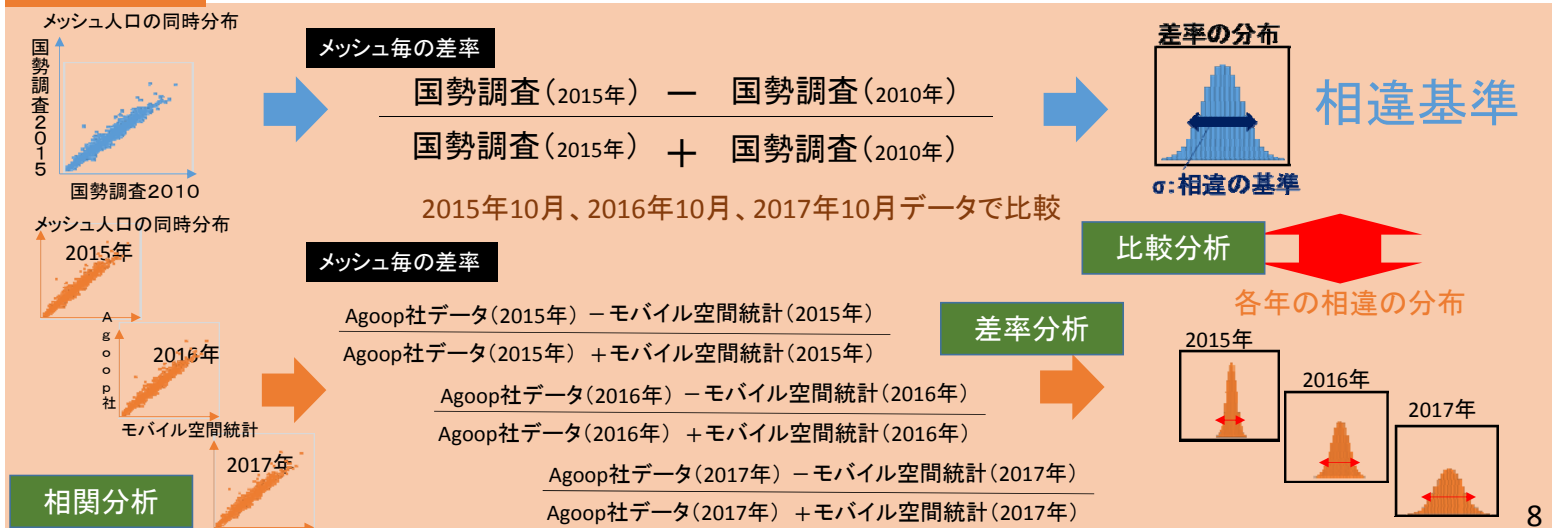 メッシュ人口の同時分布
国勢調査2015
国勢調査2010
メッシュ毎の差率
国勢調査（2015年） － 国勢調査（2010年）
国勢調査（2015年） ＋ 国勢調査（2010年）
差率の分布
σ:相違の基準
相違基準
2015年10月、2016年10月、2017年10月データで比較
メッシュ人口の同時分布
2015年
Agoop社
2016年
モバイル空間統計
2017年
相関分析
メッシュ毎の差率
Agoop社データ（2015年）－モバイル空間統計（2015年）
Agoop社データ（2015年）＋モバイル空間統計（2015年）
Agoop社データ（2016年）－モバイル空間統計（2016年）
Agoop社データ（2016年）＋モバイル空間統計（2016年）
Agoop社データ（2017年）－モバイル空間統計（2017年）
Agoop社データ（2017年）＋モバイル空間統計（2017年）
差率分析
比較分析
各年の相違の分布
2015年
2016年
2017年
8